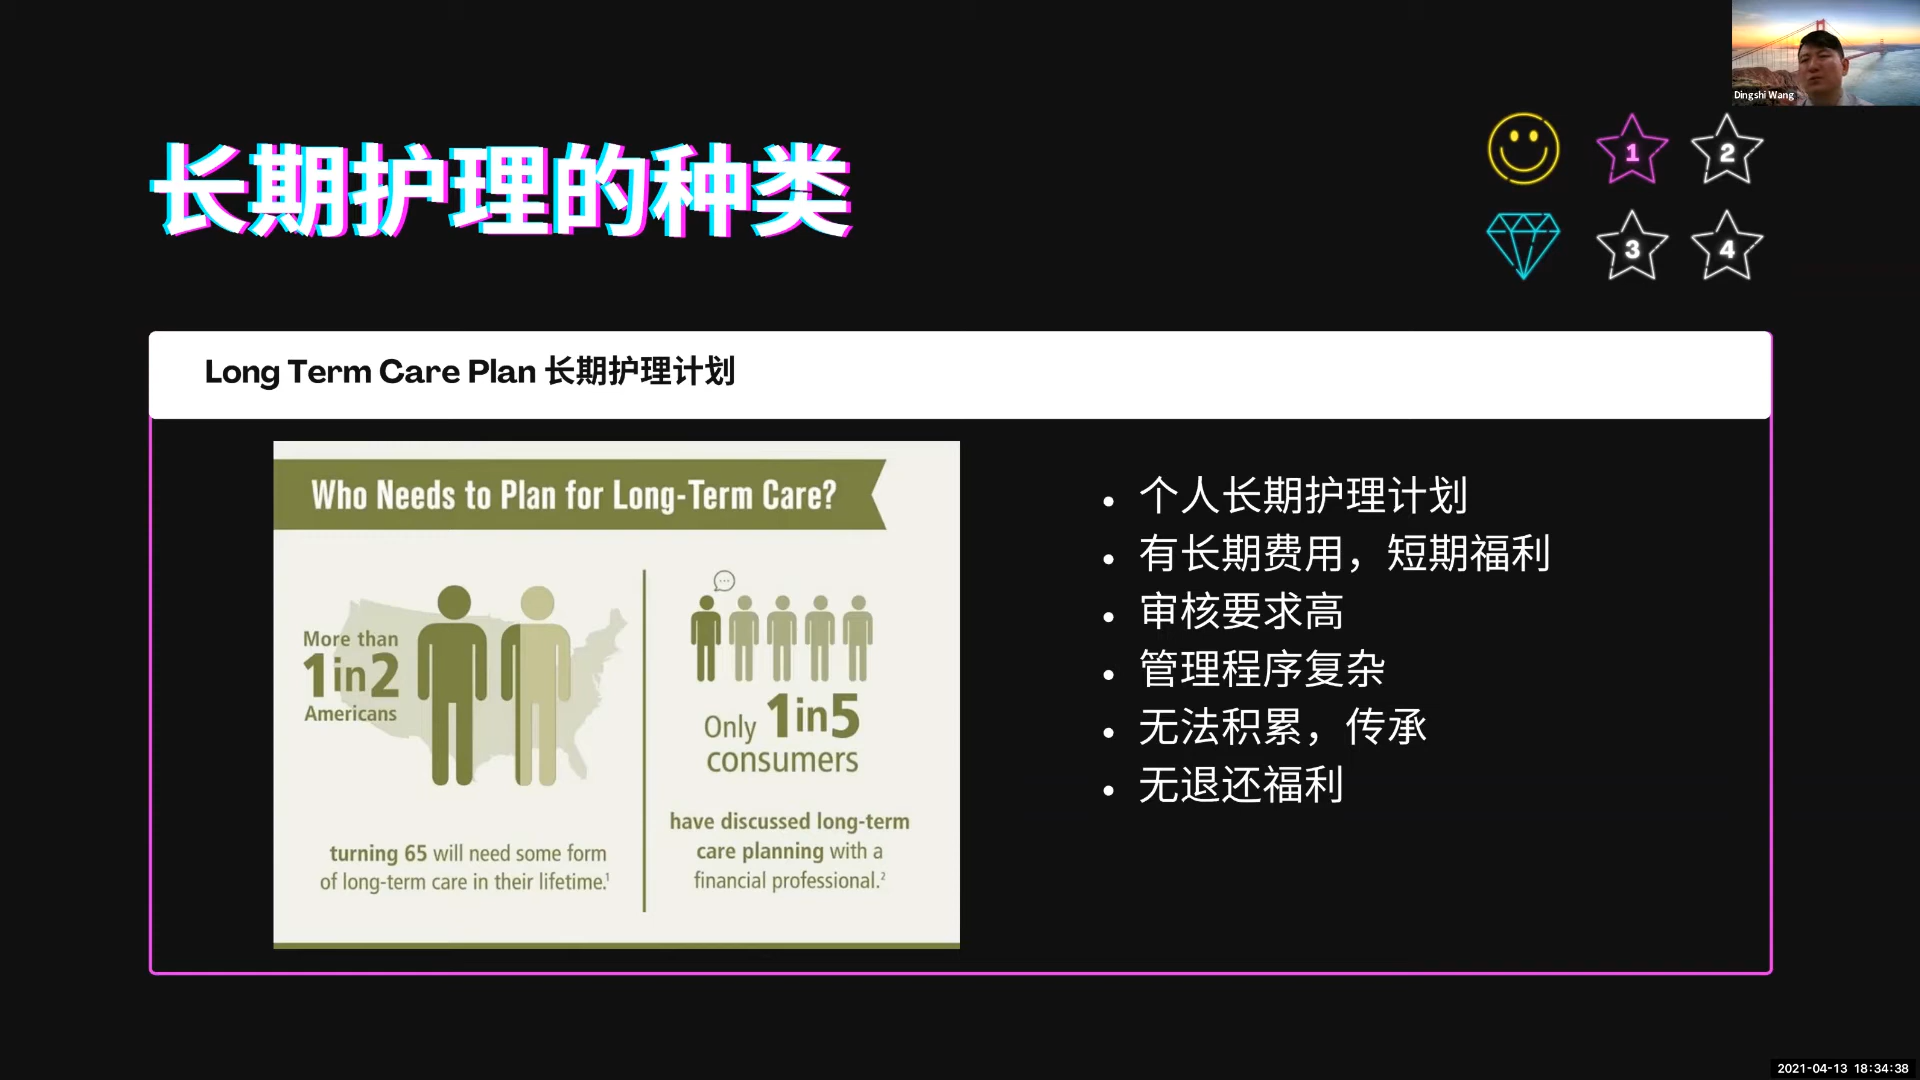 Dingshi Wang
长期护理的种类
1
2
3
4
Long Term Care Plan 长期护理计划
Who Needs to Plan for Long-Term Care?
More than
1in2
Americans
turning 65 will need some form
of long-term care in their lifetime.¹
Only 1in5
consumers
have discussed long-term
care planning with a
financial professional.²
• 个人长期护理计划
• 有长期费用，短期福利
• 审核要求高
• 管理程序复杂
• 无法积累，传承
• 无退还福利
2021-04-13 18:34:38